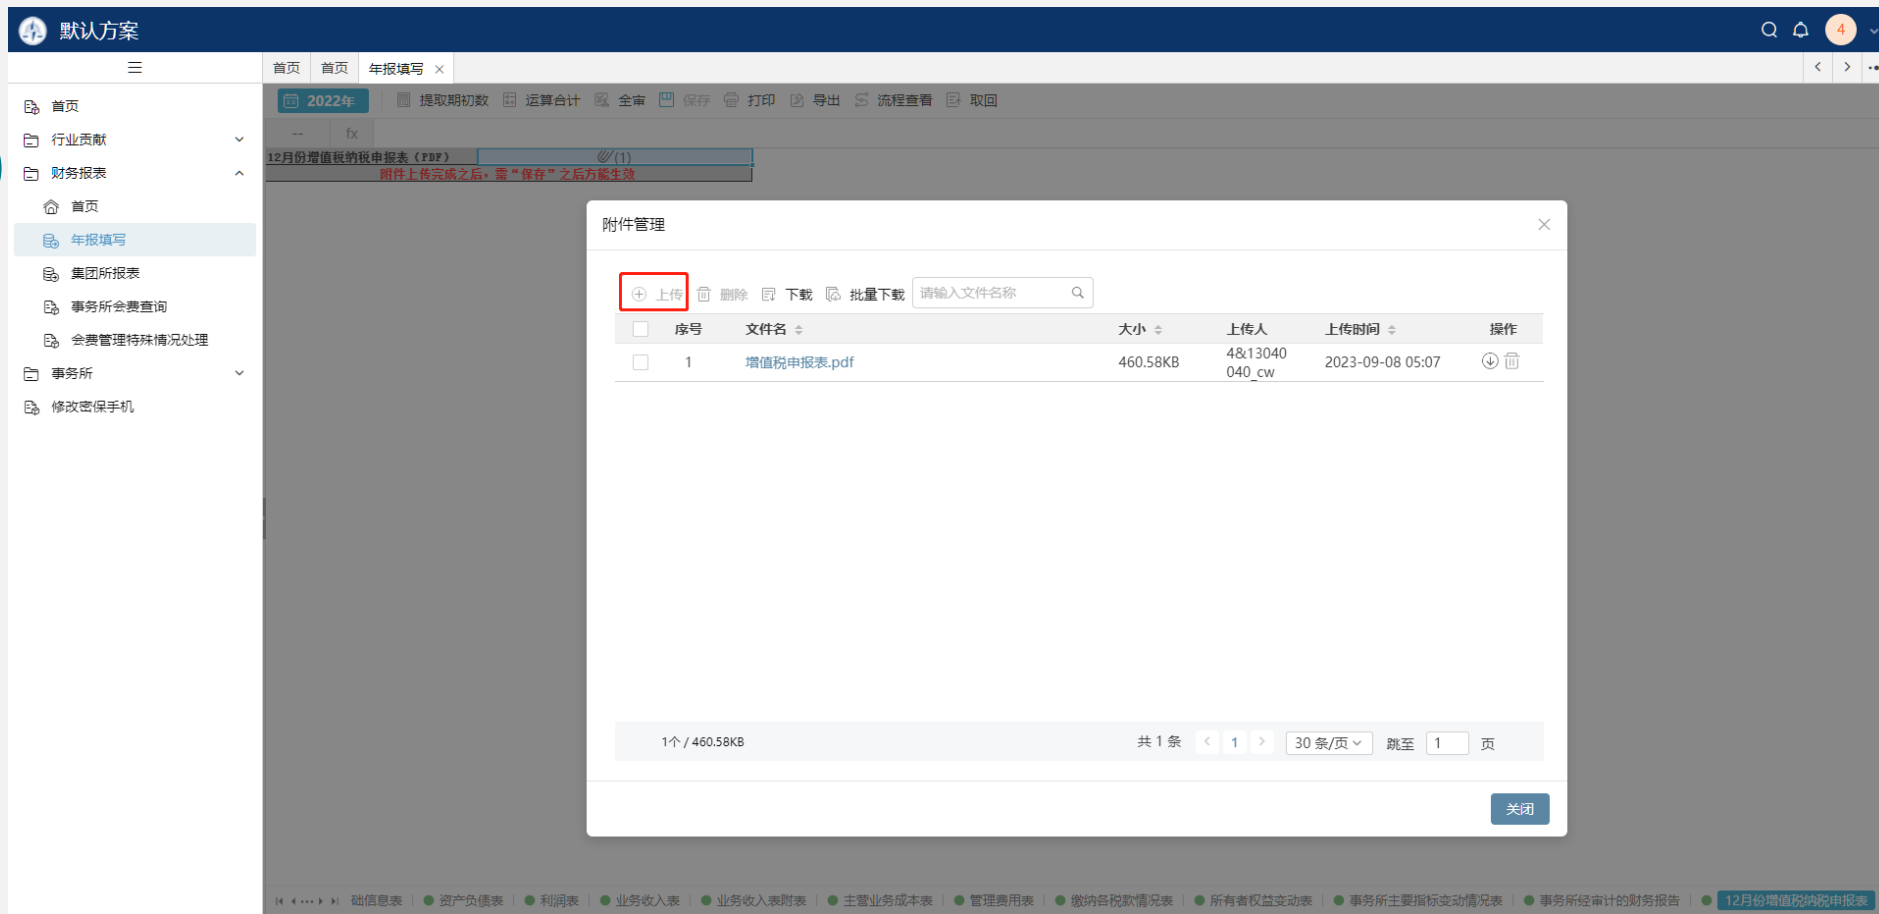 默认方案
4
首页 首页 年报填写
首页
行业贡献
财务报表
首页
年报填写
集团所报表
事务所会费查询
会费管理特殊情况处理
事务所
修改密保手机
2022年 提取期初数 运算合计 全审 保存 打印 导出 流程查看 取回
-- fx
12月份增值税纳税申报表（PDF） (1)
附件上传完成之后，需“保存”之后方能生效
附件管理
上传 删除 下载 批量下载 请输入文件名称
序号 文件名 大小 上传人 上传时间 操作
1 增值税申报表.pdf 460.58KB 4&13040 2023-09-08 05:07
040_cw
1个 / 460.58KB 共 1 条 1 30 条/页 跳至 1 页
关闭
础信息表 资产负债表 利润表 业务收入表 业务收入表附表 主营业务成本表 管理费用表 缴纳各税款情况表 所有者权益变动表 事务所主要指标变动情况表 事务所经审计的财务报告 12月份增值税纳税申报表